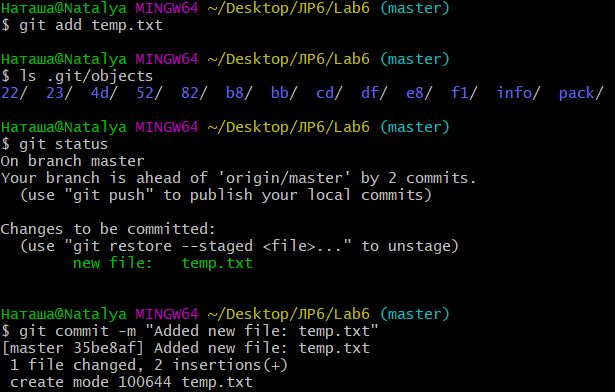 Наташа@Natalya MINGW64 ~/Desktop/ЛР6/Lab6 (master)
$ git add temp.txt
Наташа@Natalya MINGW64 ~/Desktop/ЛР6/Lab6 (master)
$ ls .git/objects
22/  23/  4d/  52/  82/  b8/  bb/  cd/  df/  e8/  f1/  info/  pack/
Наташа@Natalya MINGW64 ~/Desktop/ЛР6/Lab6 (master)
$ git status
On branch master
Your branch is ahead of 'origin/master' by 2 commits.
  (use "git push" to publish your local commits)
Changes to be committed:
  (use "git restore --staged <file>..." to unstage)
        new file:   temp.txt
Наташа@Natalya MINGW64 ~/Desktop/ЛР6/Lab6 (master)
$ git commit -m "Added new file: temp.txt"
[master 35be8af] Added new file: temp.txt
 1 file changed, 2 insertions(+)
 create mode 100644 temp.txt